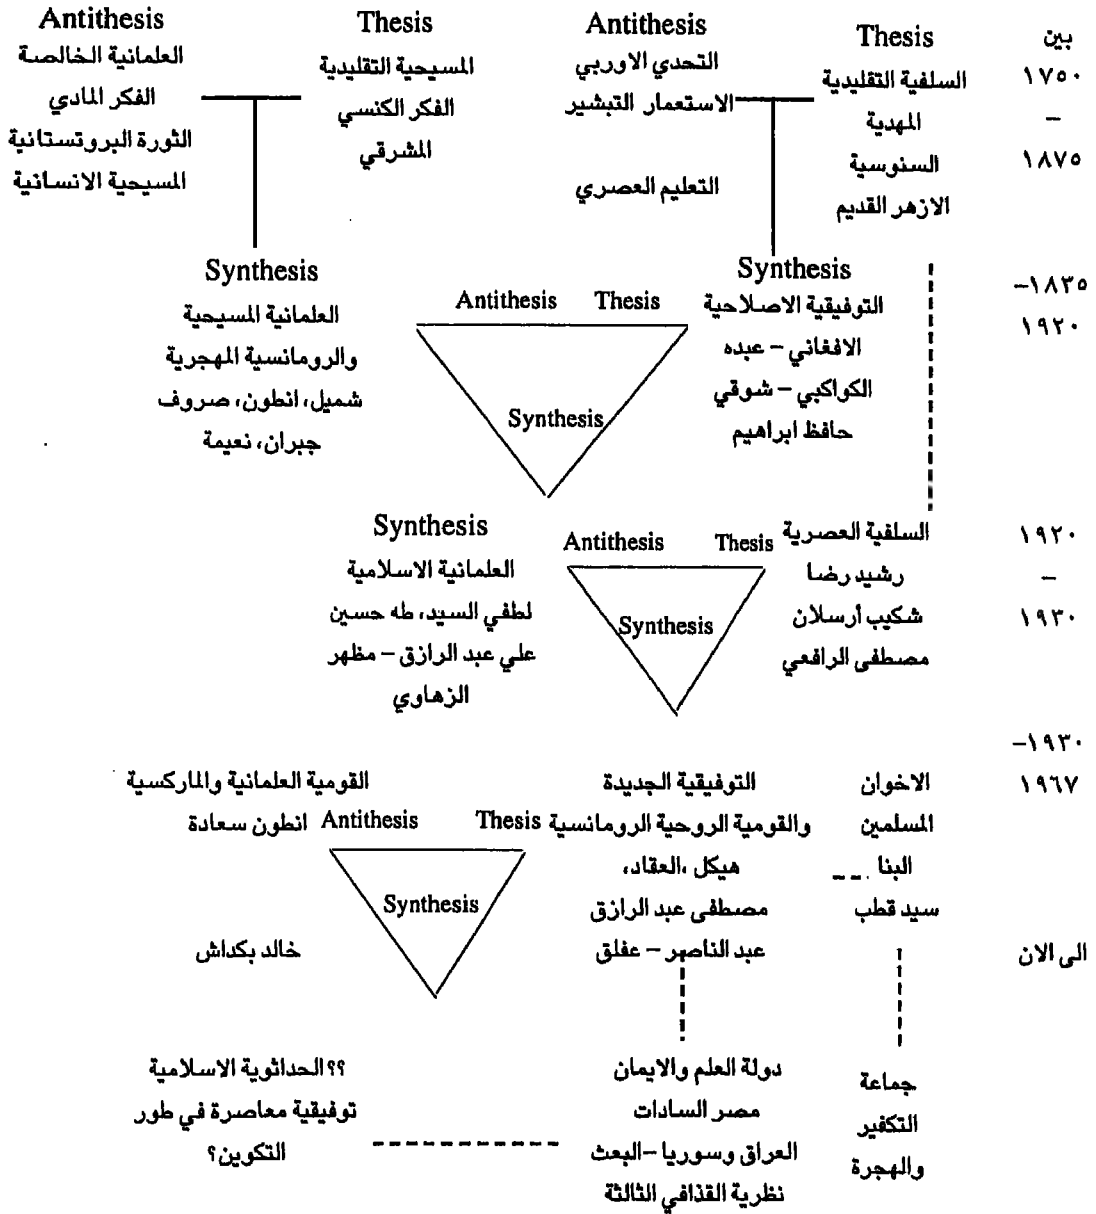 بين
١٧٥٠
–
١٨٧٥
Thesis
السلفية التقليدية
المهدية
السنوسية
الازهر القديم
Antithesis
التحدي الاوربي
الاستعمار التبشير
التعليم العصري
Thesis
المسيحية التقليدية
الفكر الكنسي
المشرقي
Antithesis
العلمانية الخالصة
الفكر المادي
الثورة البروتستانية
المسيحية الانسانية
١٨٣٥–
١٩٢٠
Synthesis
التوفيقية الاصلاحية
الافغاني – عبده
الكواكبي – شوقي
حافظ ابراهيم
Antithesis Thesis
Synthesis
Synthesis
العلمانية المسيحية
والرومانسية المهجرية
شميل، انطون، صروف
جبران، نعيمة
١٩٢٠
–
١٩٣٠
السلفية العصرية
رشيد رضا
شكيب أرسلان
مصطفى الرافعي
Antithesis Thesis
Synthesis
Synthesis
العلمانية الاسلامية
لطفي السيد، طه حسين
علي عبد الرازق – مظهر
الزهاوي
١٩٣٠–
١٩٦٧
الى الان
الاخوان
المسلمين
البنا
سيد قطب
التوفيقية الجديدة
والقومية الروحية الرومانسية
هيكل، العقاد،
مصطفى عبد الرازق
عبد الناصر – عفلق
Antithesis Thesis
Synthesis
القومية العلمانية والماركسية
انطون سعادة
خالد بكداش
جماعة
التكفير
والهجرة
دولة العلم والايمان
مصر السادات
العراق وسوريا – البعث
نظرية القذافي الثالثة
؟؟ الحداثوية الاسلامية
توفيقية معاصرة في طور
التكوين؟